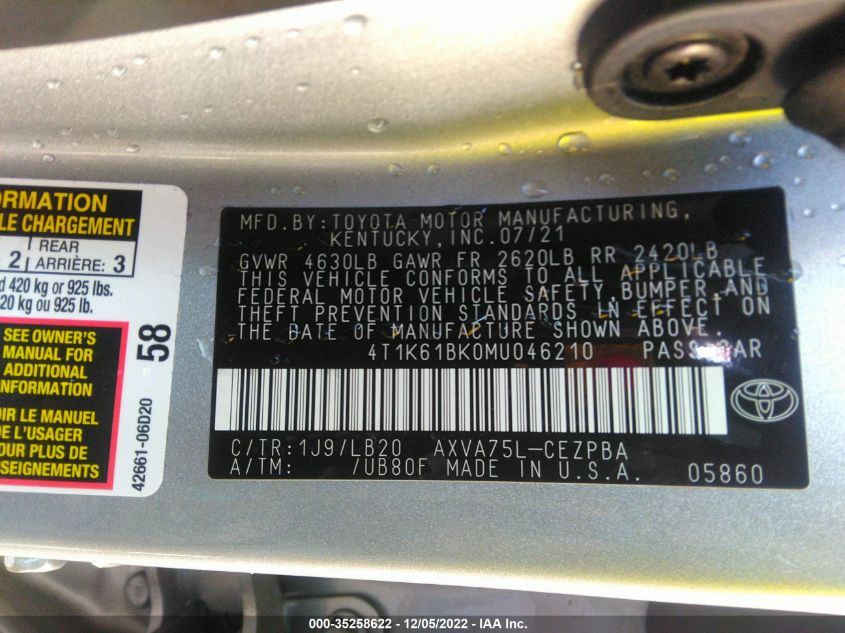 ORMATION
LE CHARGEMENT
2 REAR
ARRIÈRE: 3
d 420 kg or 925 lbs.
20 kg ou 925 lb.
SEE OWNER'S
MANUAL FOR
ADDITIONAL
INFORMATION
OIR LE MANUEL
DE L'USAGER
POUR PLUS DE
SEIGNEMENTS
58
42661-06D20
MFD.BY:TOYOTA MOTOR MANUFACTURING,
KENTUCKY, INC.07/21
GVWR 4630LB GAWR FR 2620LB RR 2420LB
THIS VEHICLE CONFORMS TO ALL APPLICABLE
FEDERAL MOTOR VEHICLE SAFETY, BUMPER, AND
THEFT PREVENTION STANDARDS IN EFFECT ON
THE DATE OF MANUFACTURE SHOWN ABOVE.
4T1K61BK0MU046210 PASS CAR
C/TR:1J9/LB20 AXVA75L-CEZPBA
A/TM: /UB80F MADE IN U.S.A. 05860
000-35258622 - 12/05/2022 - IAA Inc.